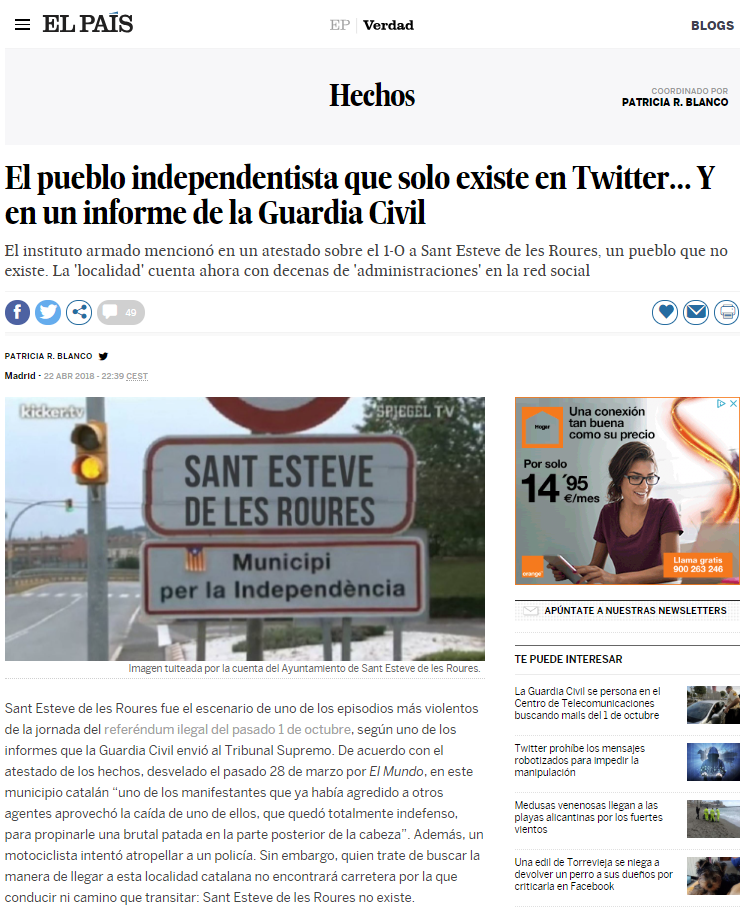 EL PAÍS
EP Verdad
BLOGS
Hechos
COORDINADO POR
PATRICIA R. BLANCO
El pueblo independentista que solo existe en Twitter... Y
en un informe de la Guardia Civil
El instituto armado mencionó en un atestado sobre el 1-O a Sant Esteve de les Roures, un pueblo que no
existe. La 'localidad' cuenta ahora con decenas de 'administraciones' en la red social
49
PATRICIA R. BLANCO
Madrid - 22 ABR 2018 - 22:39 CEST
kicker.tv
SPIEGEL TV
SANT ESTEVE
DE LES ROURES
Municipi
per la Independència
Imagen tuiteada por la cuenta del Ayuntamiento de Sant Esteve de les Roures.
Sant Esteve de les Roures fue el escenario de uno de los episodios más violentos
de la jornada del referéndum ilegal del pasado 1 de octubre, según uno de los
informes que la Guardia Civil envió al Tribunal Supremo. De acuerdo con el
atestado de los hechos, desvelado el pasado 28 de marzo por El Mundo, en este
municipio catalán “uno de los manifestantes que ya había agredido a otros
agentes aprovechó la caída de uno de ellos, que quedó totalmente indefenso,
para propinarle una brutal patada en la parte posterior de la cabeza”. Además, un
motociclista intentó atropellar a un policía. Sin embargo, quien trate de buscar la
manera de llegar a esta localidad catalana no encontrará carretera por la que
conducir ni camino que transitar: Sant Esteve de les Roures no existe.
Hogar
Una conexión
tan buena
como su precio
Por solo
14'95
€/mes
orange
Llama gratis
900 263 246
APÚNTATE A NUESTRAS NEWSLETTERS
TE PUEDE INTERESAR
La Guardia Civil se persona en el
Centro de Telecomunicaciones
buscando mails del 1 de octubre
Twitter prohíbe los mensajes
robotizados para impedir la
manipulación
Medusas venenosas llegan a las
playas alicantinas por los fuertes
vientos
Una edil de Torrevieja se niega a
devolver un perro a sus dueños por
criticarla en Facebook